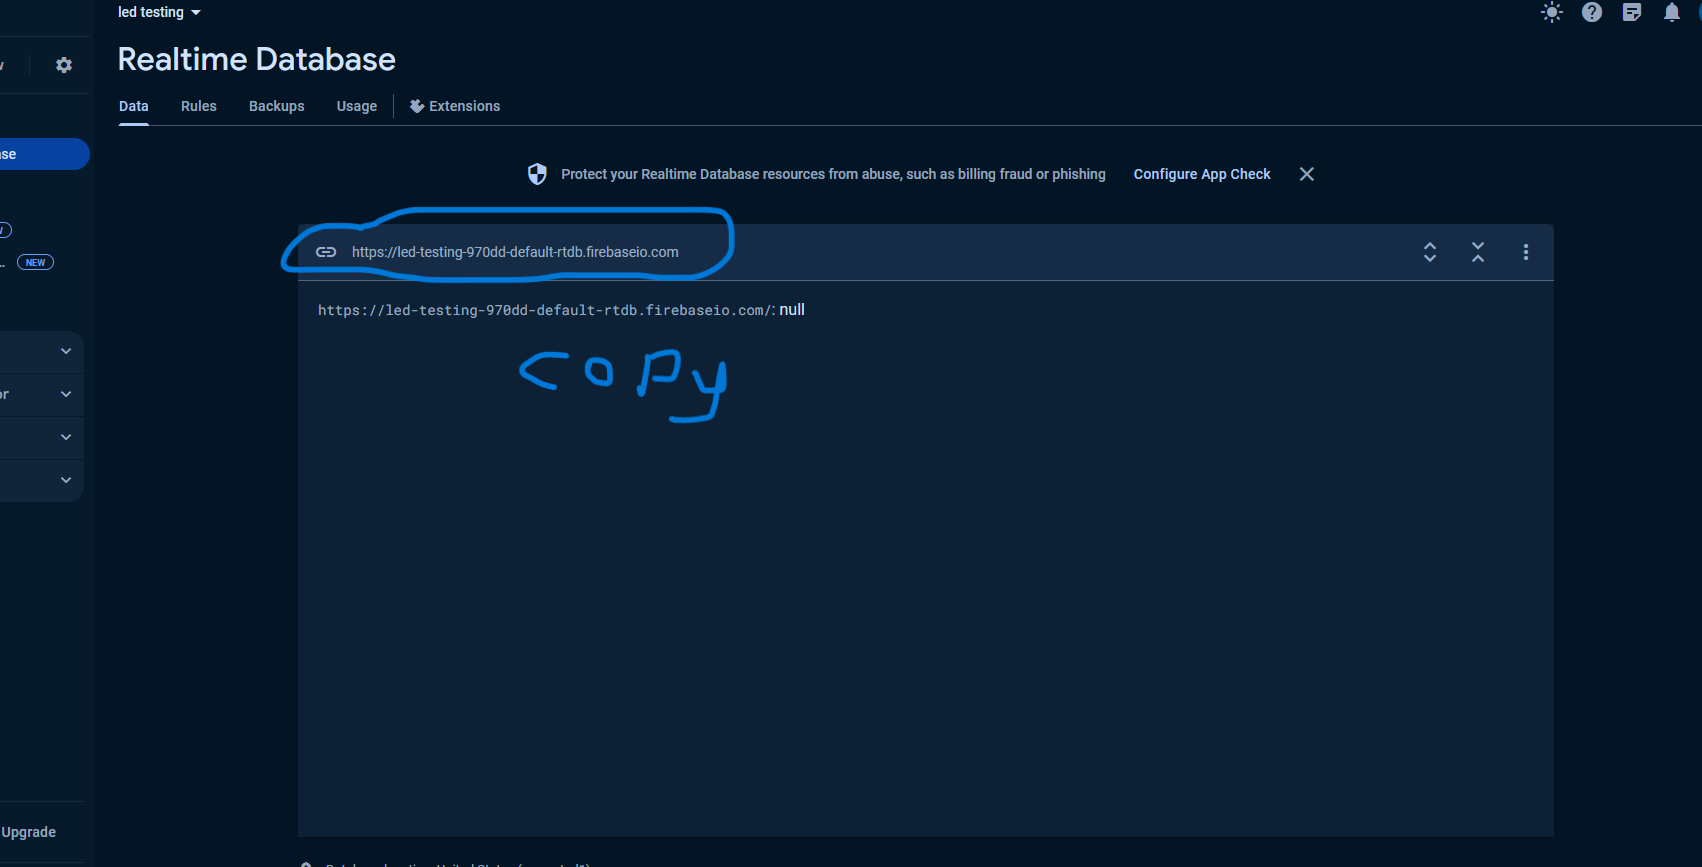 led testing
Realtime Database
Data Rules Backups Usage Extensions
Protect your Realtime Database resources from abuse, such as billing fraud or phishing Configure App Check
https://led-testing-970dd-default-rtdb.firebaseio.com
NEW
https://led-testing-970dd-default-rtdb.firebaseio.com/: null
copy
Upgrade